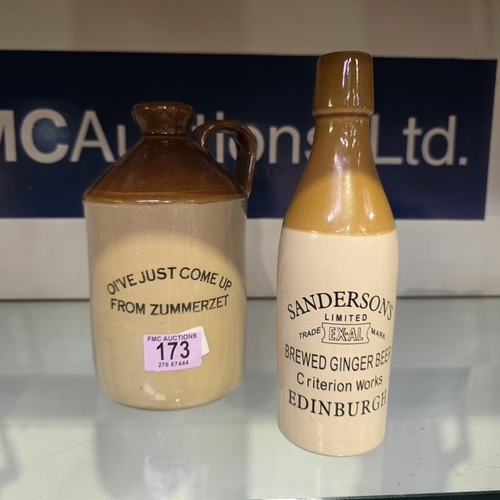 MCAuctions Ltd.
OI'VE JUST COME UP
FROM ZUMMERZET
FMC AUCTIONS
173
276 67444
SANDERSON'S
LIMITED
TRADE EX-AL MARK
BREWED GINGER BEER
Criterion Works
EDINBURGH